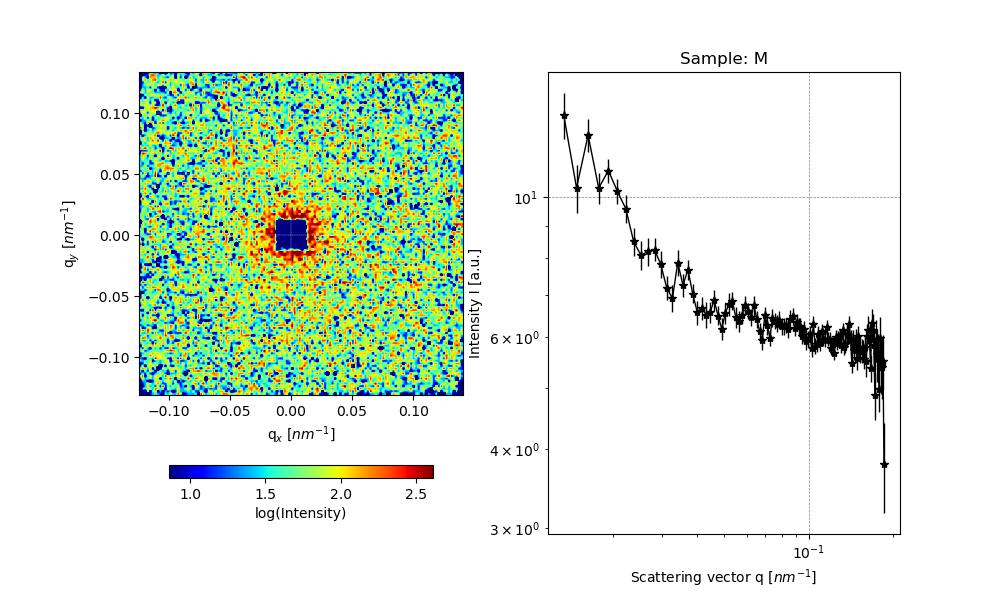 Sample: M
0.10
0.05
0.00
−0.05
−0.10
q_y [nm^{−1}]
−0.10 −0.05 0.00 0.05 0.10
q_x [nm^{−1}]
1.0 1.5 2.0 2.5
log(Intensity)
10^1
6 × 10^0
4 × 10^0
3 × 10^0
Intensity I [a.u.]
10^{−1}
Scattering vector q [nm^{−1}]